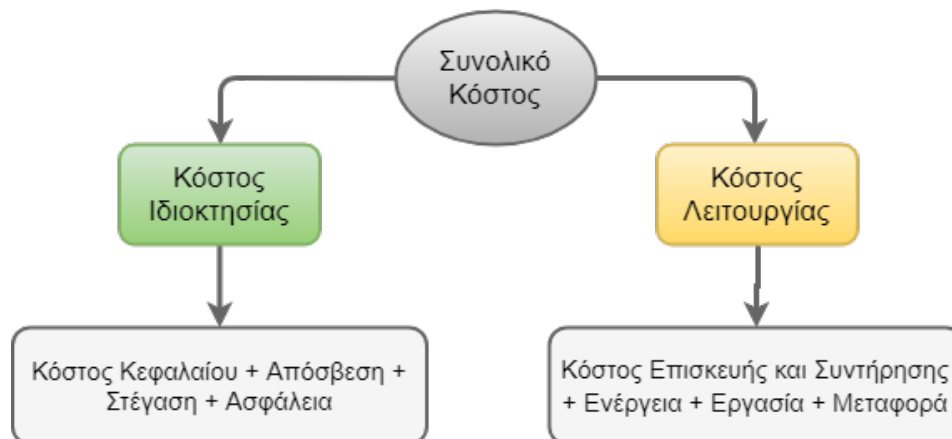 Συνολικό
Κόστος
Κόστος
Ιδιοκτησίας
Κόστος
Λειτουργίας
Κόστος Κεφαλαίου + Απόσβεση +
Στέγαση + Ασφάλεια
Κόστος Επισκευής και Συντήρησης
+ Ενέργεια + Εργασία + Μεταφορά